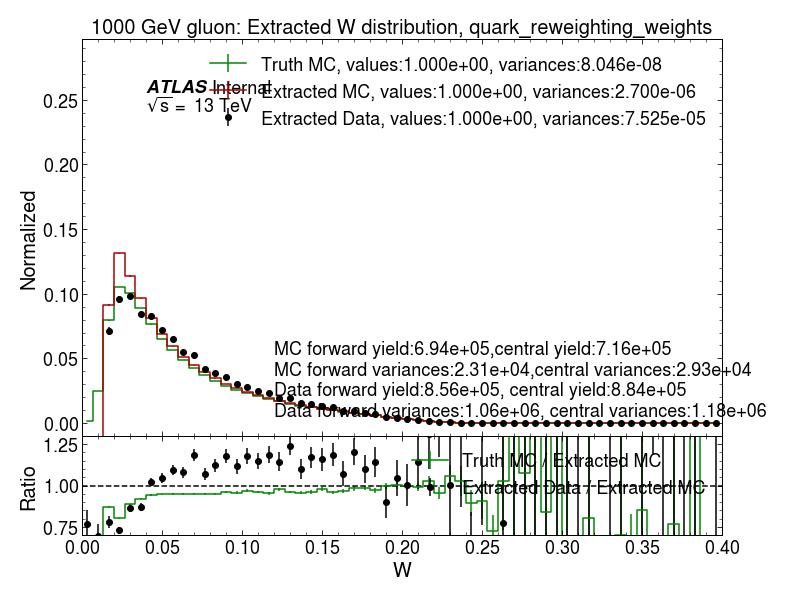 1000 GeV gluon: Extracted W distribution, quark_reweighting_weights
Truth MC, values:1.000e+00, variances:8.046e-08
ATLAS Internal
Extracted MC, values:1.000e+00, variances:2.700e-06
√s = 13 TeV
Extracted Data, values:1.000e+00, variances:7.525e-05
Normalized
0.25
0.20
0.15
0.10
0.05
0.00
MC forward yield:6.94e+05,central yield:7.16e+05
MC forward variances:2.31e+04,central variances:2.93e+04
Data forward yield:8.56e+05, central yield:8.84e+05
Data forward variances:1.06e+06, central variances:1.18e+06
Ratio
1.25
1.00
0.75
Truth MC / Extracted MC
Extracted Data / Extracted MC
0.00 0.05 0.10 0.15 0.20 0.25 0.30 0.35 0.40
W